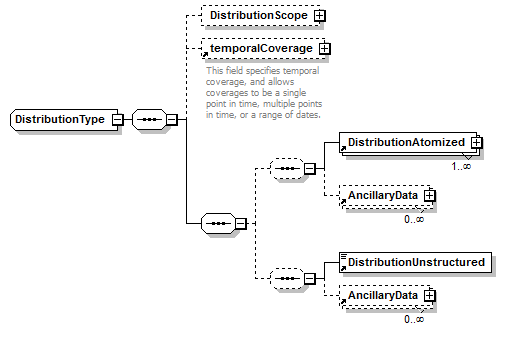 DistributionScope
temporalCoverage
This field specifies temporal
coverage, and allows
coverages to be a single
point in time, multiple points
in time, or a range of dates.
DistributionType
DistributionAtomized
1..∞
AncillaryData
0..∞
DistributionUnstructured
AncillaryData
0..∞